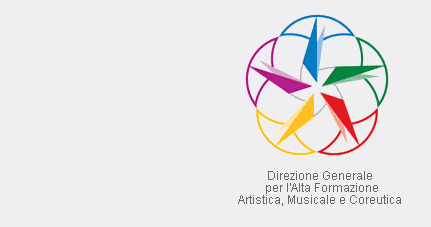 Direzione Generale
per l'Alta Formazione
Artistica, Musicale e Coreutica